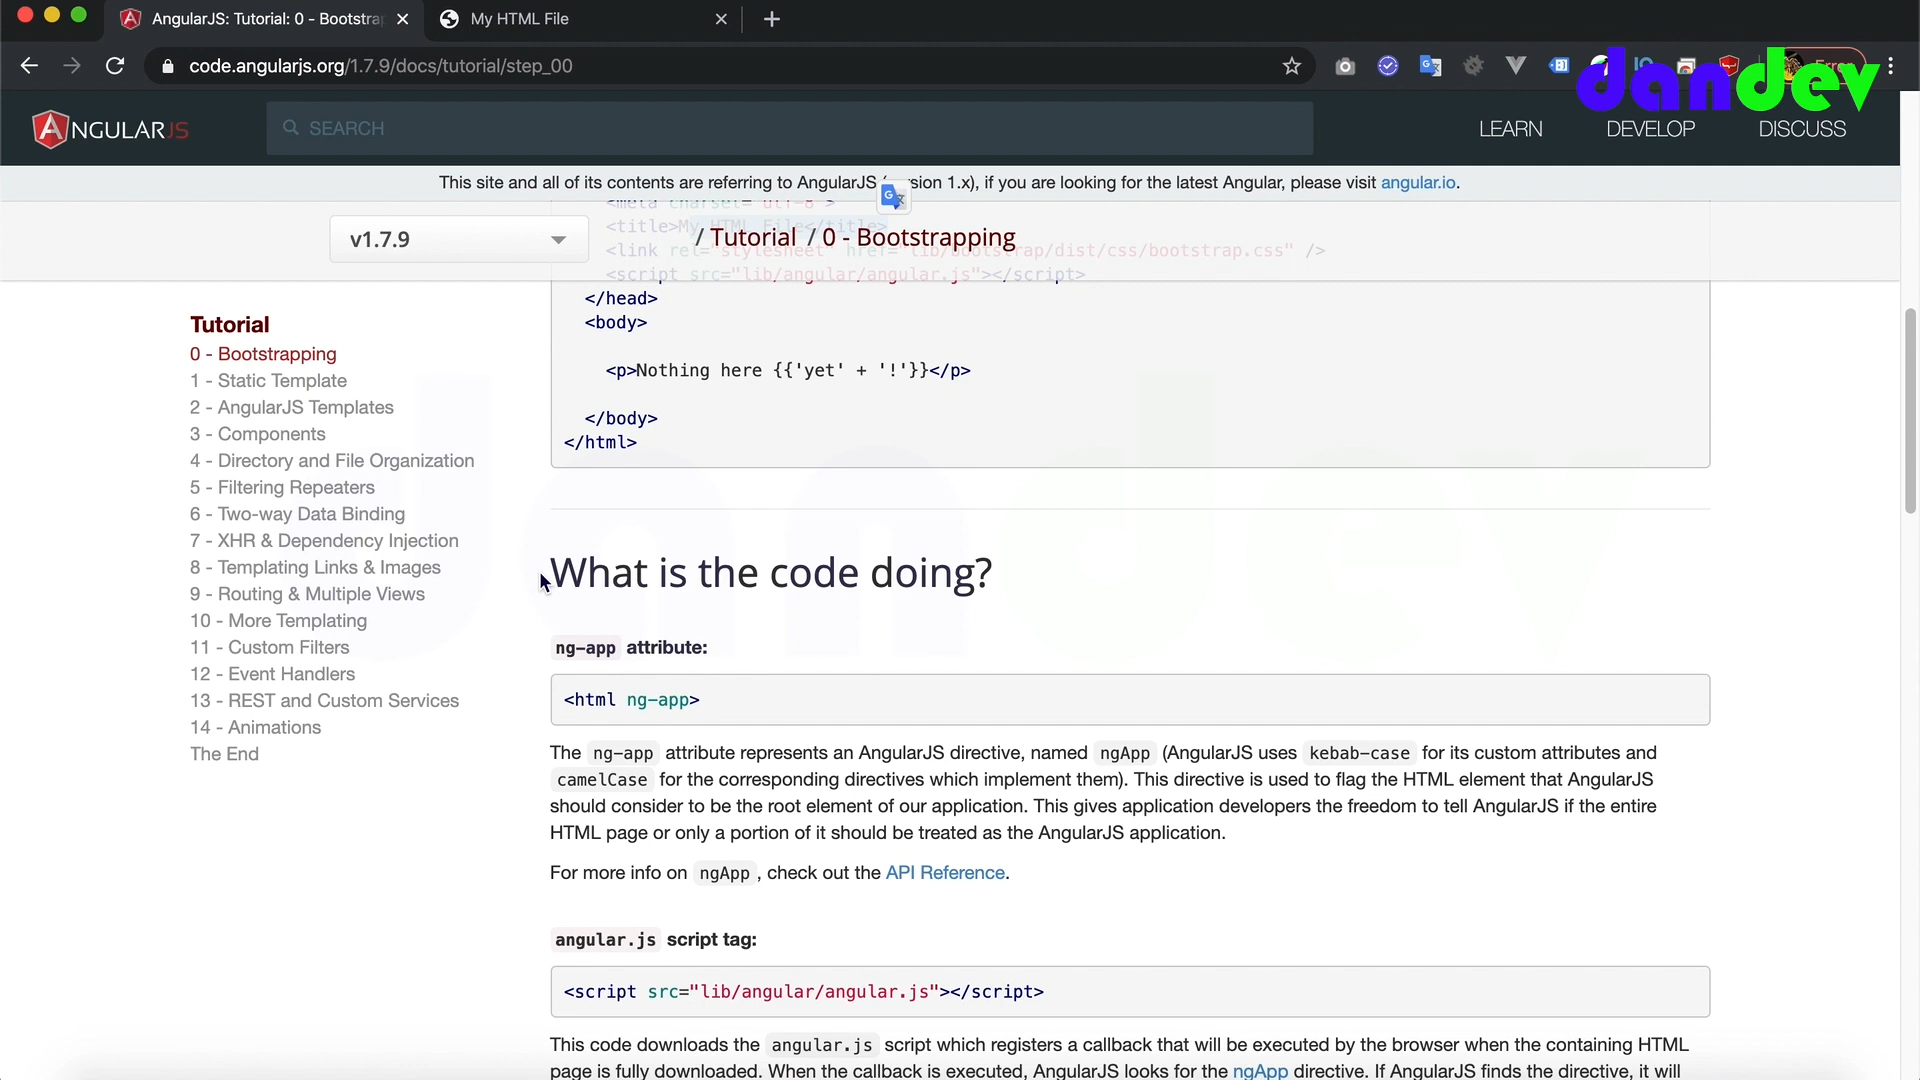 AngularJS: Tutorial: 0 - Bootstra
My HTML File
code.angularjs.org/1.7.9/docs/tutorial/step_00
dandev
ANGULARJS
SEARCH
LEARN
DEVELOP
DISCUSS
This site and all of its contents are referring to AngularJS (version 1.x), if you are looking for the latest Angular, please visit angular.io.
<meta charset="utf-8">
<title>My HTML File</title>
v1.7.9
/ Tutorial / 0 - Bootstrapping
<link rel="stylesheet" href="lib/bootstrap/dist/css/bootstrap.css" />
<script src="lib/angular/angular.js"></script>
</head>
<body>
<p>Nothing here {{'yet' + '!'}}</p>
</body>
</html>
Tutorial
0 - Bootstrapping
1 - Static Template
2 - AngularJS Templates
3 - Components
4 - Directory and File Organization
5 - Filtering Repeaters
6 - Two-way Data Binding
7 - XHR & Dependency Injection
8 - Templating Links & Images
9 - Routing & Multiple Views
10 - More Templating
11 - Custom Filters
12 - Event Handlers
13 - REST and Custom Services
14 - Animations
The End
What is the code doing?
ng-app attribute:
<html ng-app>
The ng-app attribute represents an AngularJS directive, named ngApp (AngularJS uses kebab-case for its custom attributes and
camelCase for the corresponding directives which implement them). This directive is used to flag the HTML element that AngularJS
should consider to be the root element of our application. This gives application developers the freedom to tell AngularJS if the entire
HTML page or only a portion of it should be treated as the AngularJS application.
For more info on ngApp , check out the API Reference.
angular.js script tag:
<script src="lib/angular/angular.js"></script>
This code downloads the angular.js script which registers a callback that will be executed by the browser when the containing HTML
page is fully downloaded. When the callback is executed, AngularJS looks for the ngApp directive. If AngularJS finds the directive, it will
dandev